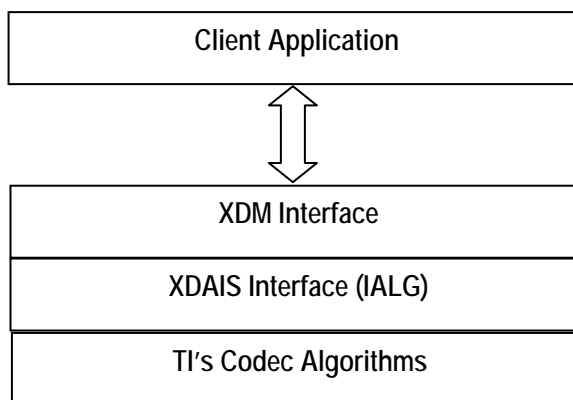 Client Application
XDM Interface
XDAIS Interface (IALG)
TI's Codec Algorithms